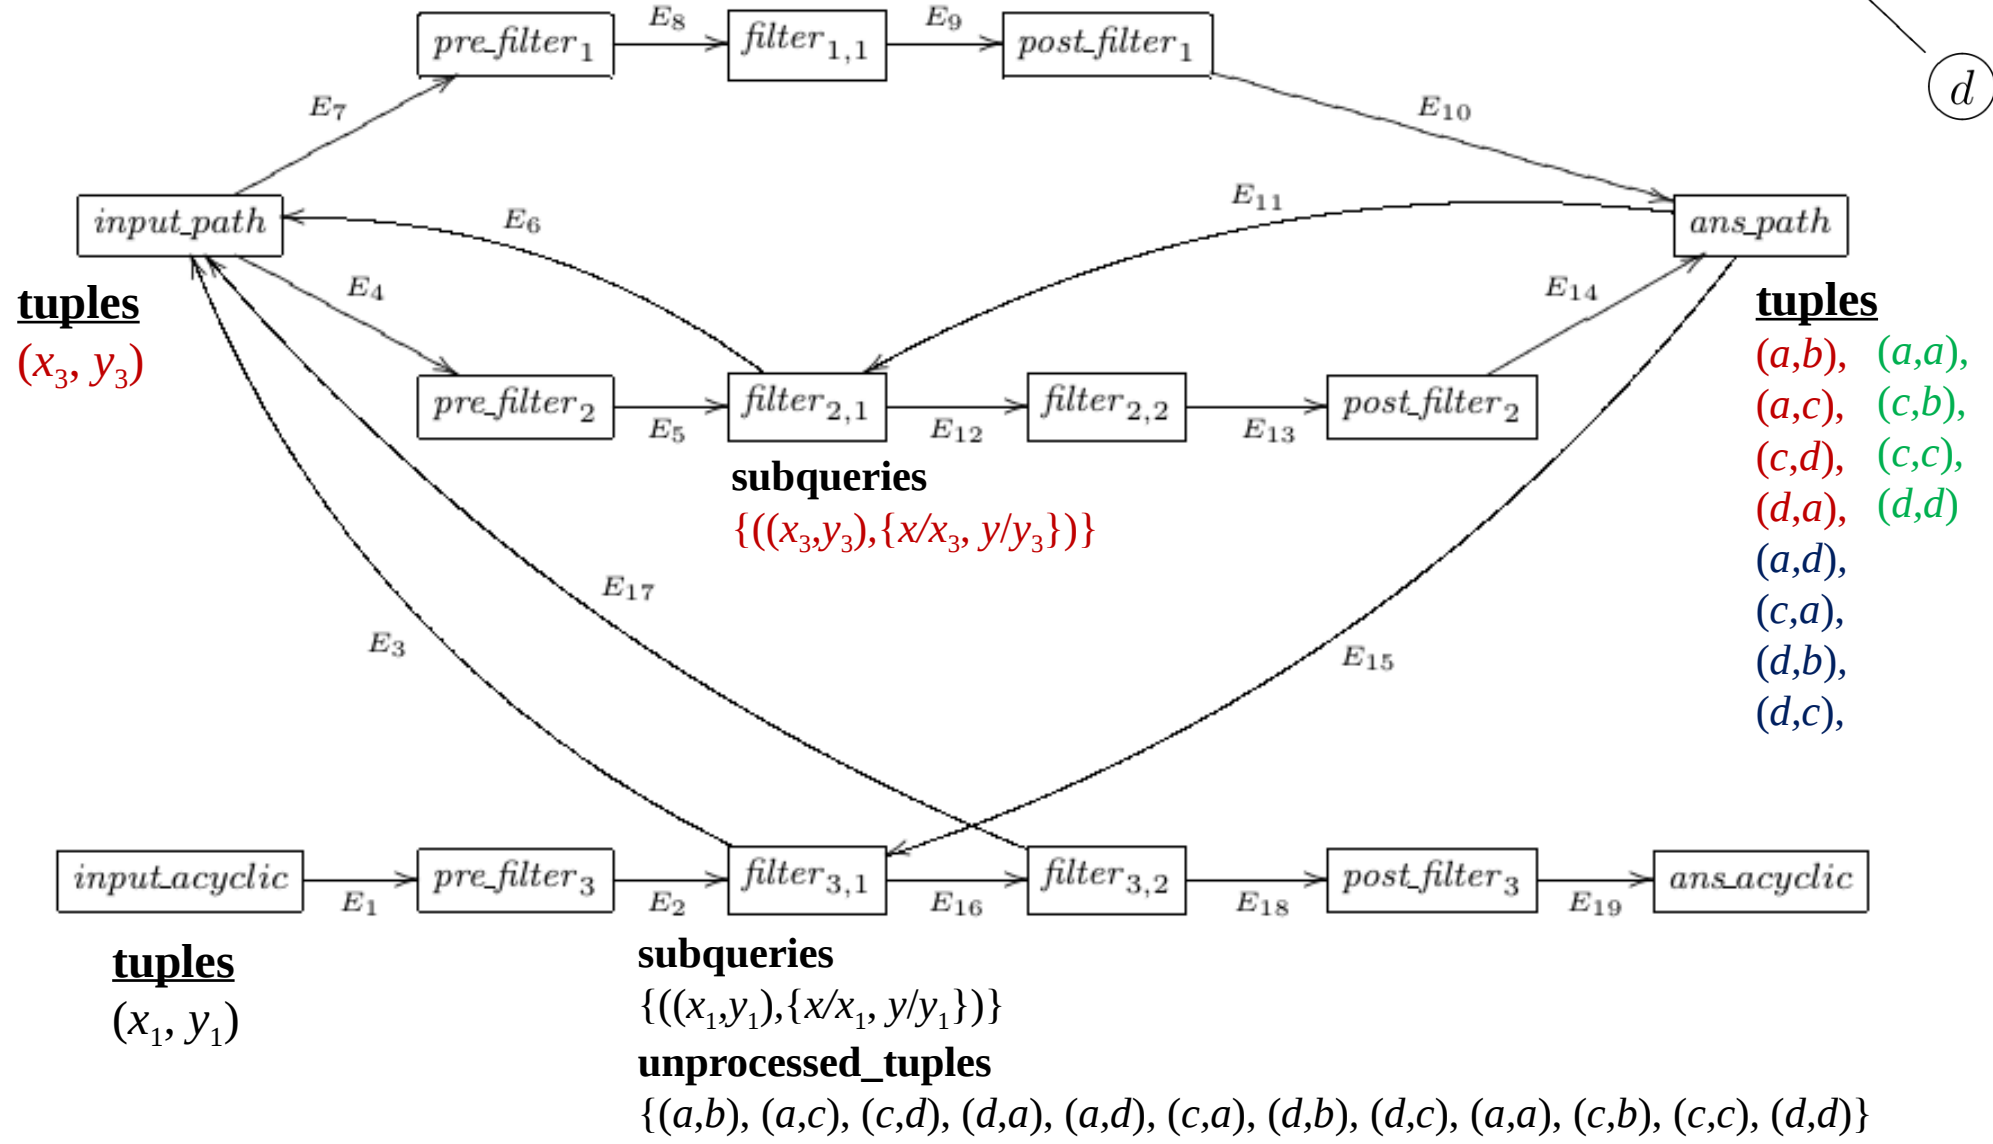 pre_filter₁ E₈ filter₁,₁ E₉ post_filter₁
d
E₇ E₁₀
input_path E₆ E₁₁ ans_path
E₄ E₁₄
tuples
(x₃, y₃)
tuples
(a,b), (a,a),
(a,c), (c,b),
(c,d), (c,c),
(d,a), (d,d)
(a,d),
(c,a),
(d,b),
(d,c),
pre_filter₂ E₅ filter₂,₁ E₁₂ filter₂,₂ E₁₃ post_filter₂
subqueries
{((x₃,y₃),{x/x₃, y/y₃})}
E₁₇
E₃ E₁₅
input_acyclic E₁ pre_filter₃ E₂ filter₃,₁ E₁₆ filter₃,₂ E₁₈ post_filter₃ E₁₉ ans_acyclic
tuples
(x₁, y₁)
subqueries
{((x₁,y₁),{x/x₁, y/y₁})}
unprocessed_tuples
{(a,b), (a,c), (c,d), (d,a), (a,d), (c,a), (d,b), (d,c), (a,a), (c,b), (c,c), (d,d)}